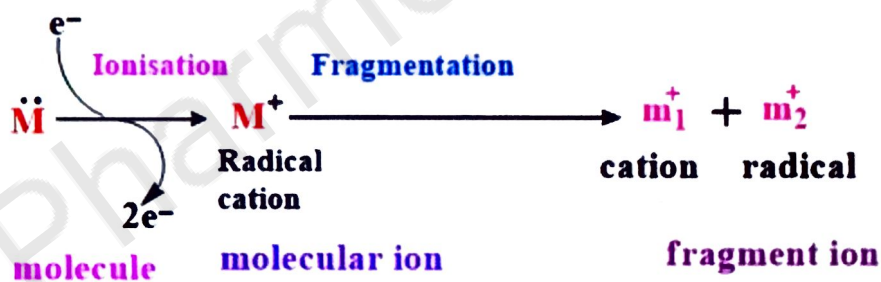 e⁻
Ionisation Fragmentation
M̈ M⁺ m₁⁺ + m₂⁺
Radical cation radical
cation
2e⁻
molecule molecular ion fragment ion